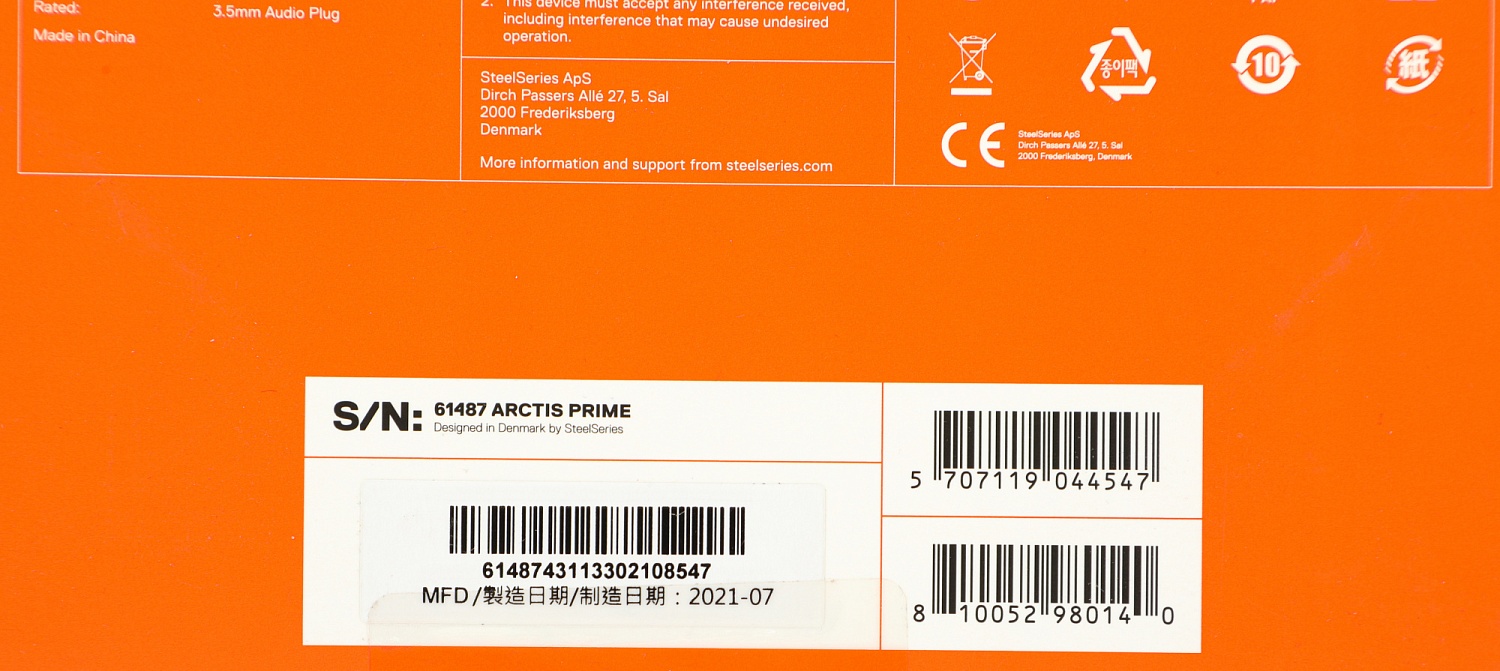 Rated:
3.5mm Audio Plug
Made in China
2. This device must accept any interference received,
including interference that may cause undesired
operation.
SteelSeries ApS
Dirch Passers Allé 27, 5. Sal
2000 Frederiksberg
Denmark
More information and support from steelseries.com
종이팩
10
紙
CE
SteelSeries ApS
Dirch Passers Allé 27, 5. Sal
2000 Frederiksberg, Denmark
S/N: 61487 ARCTIS PRIME
Designed in Denmark by SteelSeries
6148743113302108547
MFD/製造日期/制造日期：2021-07
5 707119 044547
8 10052 98014 0